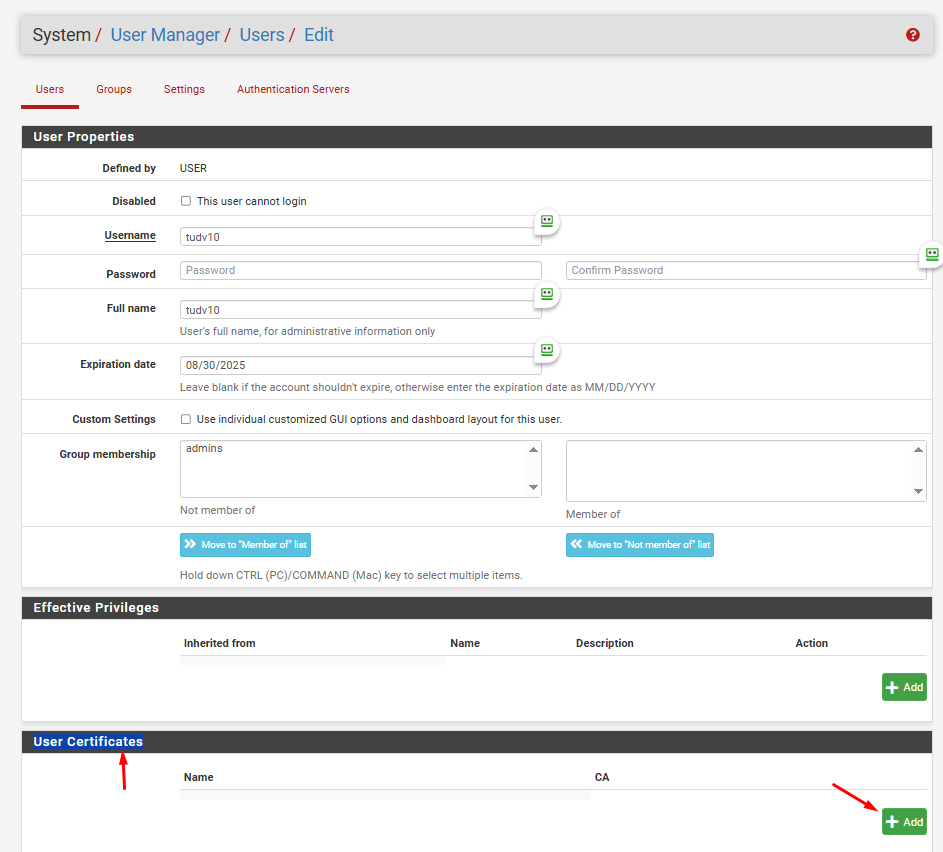 System / User Manager / Users / Edit
Users Groups Settings Authentication Servers
User Properties
Defined by USER
Disabled This user cannot login
Username tudv10
Password Password Confirm Password
Full name tudv10
User's full name, for administrative information only
Expiration date 08/30/2025
Leave blank if the account shouldn't expire, otherwise enter the expiration date as MM/DD/YYYY
Custom Settings Use individual customized GUI options and dashboard layout for this user.
Group membership admins
Not member of Member of
Move to "Member of" list Move to "Not member of" list
Hold down CTRL (PC)/COMMAND (Mac) key to select multiple items.
Effective Privileges
Inherited from Name Description Action
Add
User Certificates
Name CA
Add